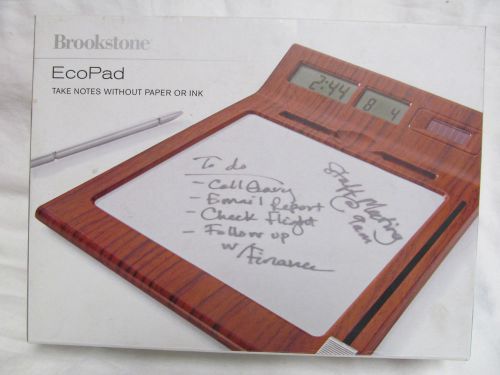 Brookstone
EcoPad
TAKE NOTES WITHOUT PAPER OR INK
2:44
8 4
To do
- Call Gary
- Email Report
- Check flight
- Follow up
w/ Finance
Staff Meeting
9am